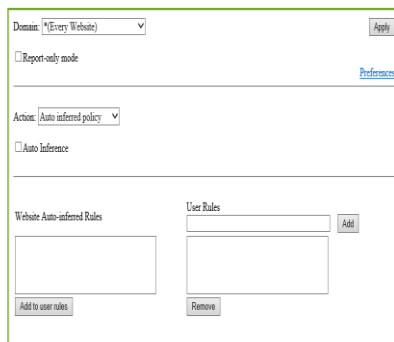 Domain: *(Every Website)
Apply
Report-only mode
Preferences
Action: Auto inferred policy
Auto Inference
User Rules
Website Auto-inferred Rules
Add
Add to user rules
Remove